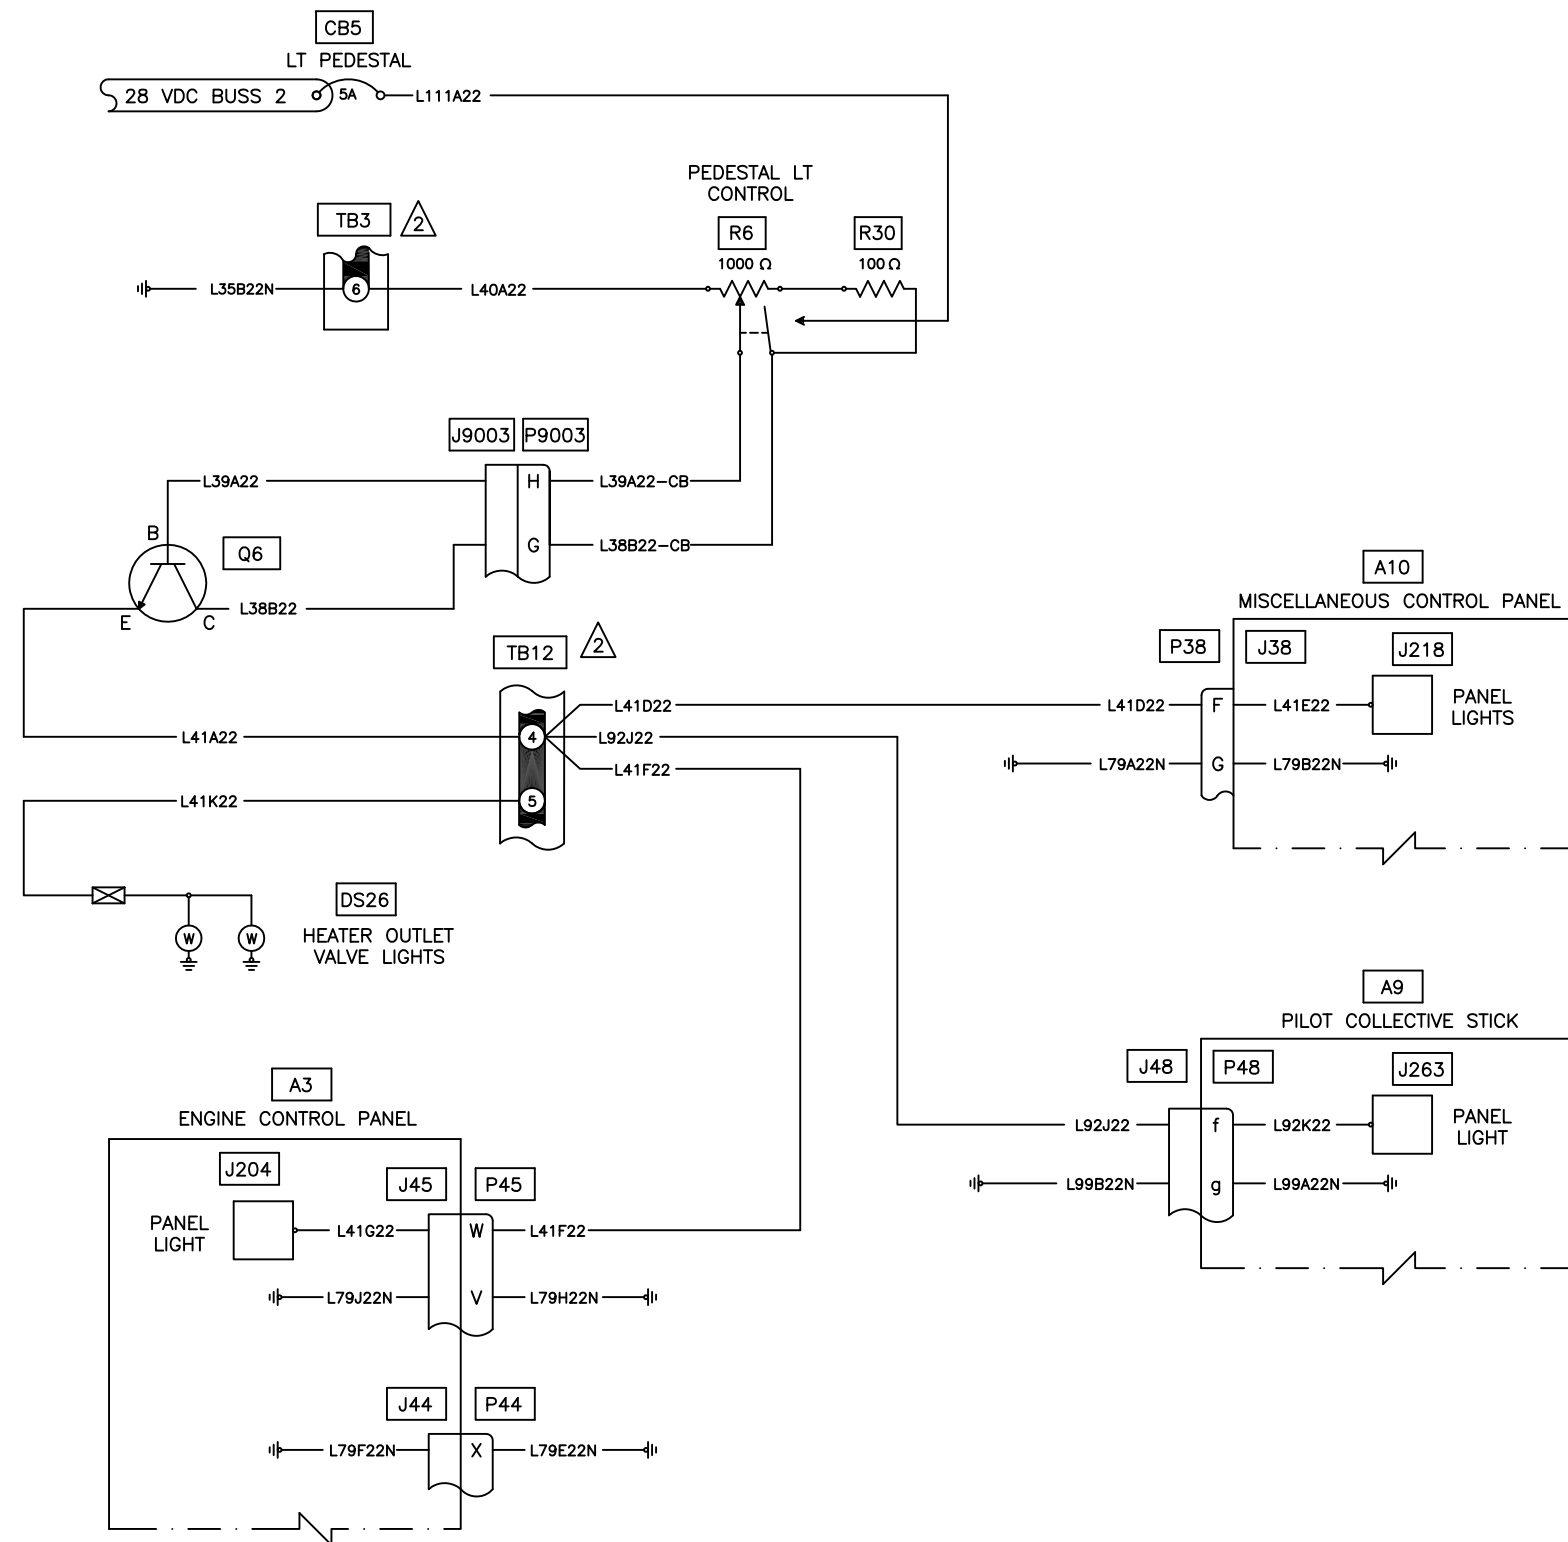 CB5
LT PEDESTAL
28 VDC BUSS 2
5A
L111A22
PEDESTAL LT
CONTROL
TB3
2
R6
R30
1000 Ω
100 Ω
L35B22N
6
L40A22
J9003
P9003
L39A22
H
L39A22-CB
B
Q6
G
L38B22-CB
E
C
L38B22
A10
MISCELLANEOUS CONTROL PANEL
TB12
2
P38
J38
J218
L41D22
L41D22
F
L41E22
PANEL
LIGHTS
L41A22
4
L92J22
L41F22
L79A22N
G
L79B22N
L41K22
5
DS26
W
W
HEATER OUTLET
VALVE LIGHTS
A9
PILOT COLLECTIVE STICK
J48
P48
J263
A3
ENGINE CONTROL PANEL
L92J22
f
L92K22
PANEL
LIGHT
J204
J45
P45
L99B22N
g
L99A22N
PANEL
LIGHT
L41G22
W
L41F22
L79J22N
V
L79H22N
J44
P44
L79F22N
X
L79E22N